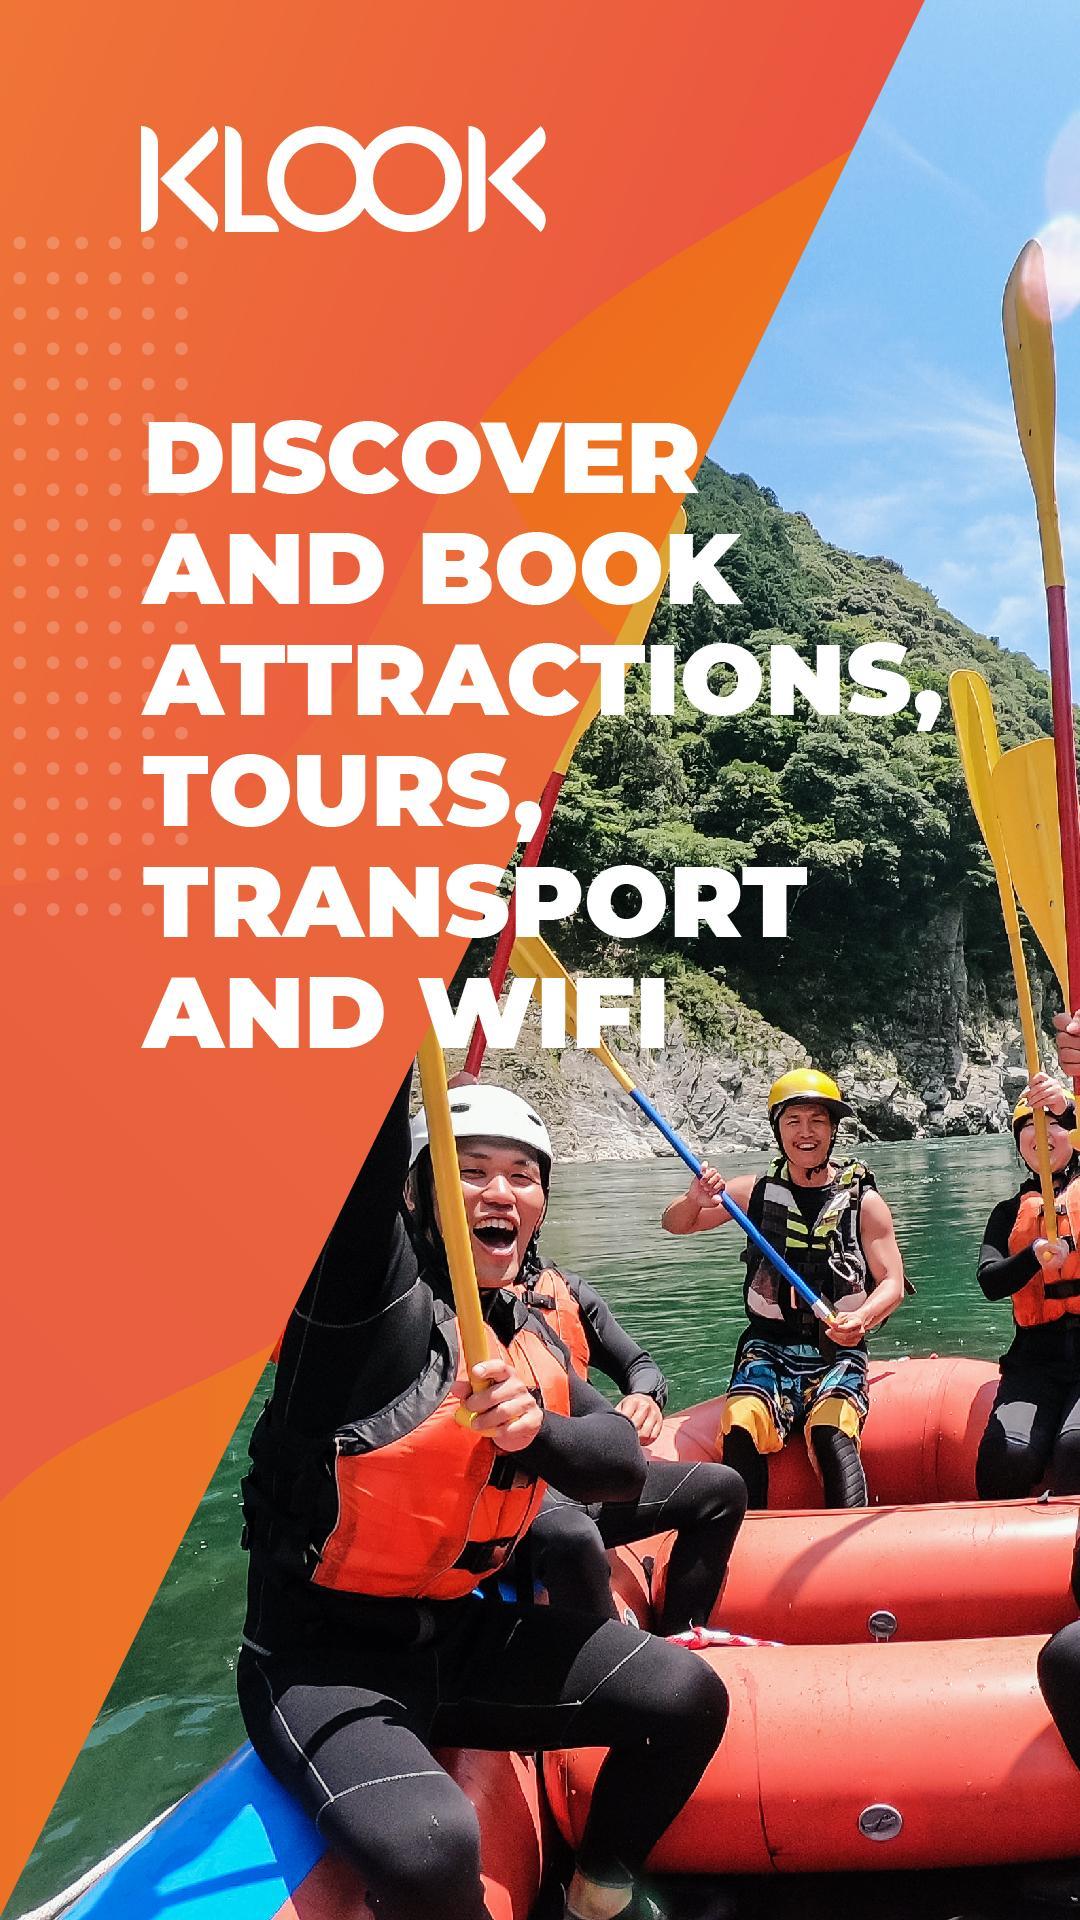 KLOOK
DISCOVER
AND BOOK
ATTRACTIONS,
TOURS,
TRANSPORT
AND WIFI